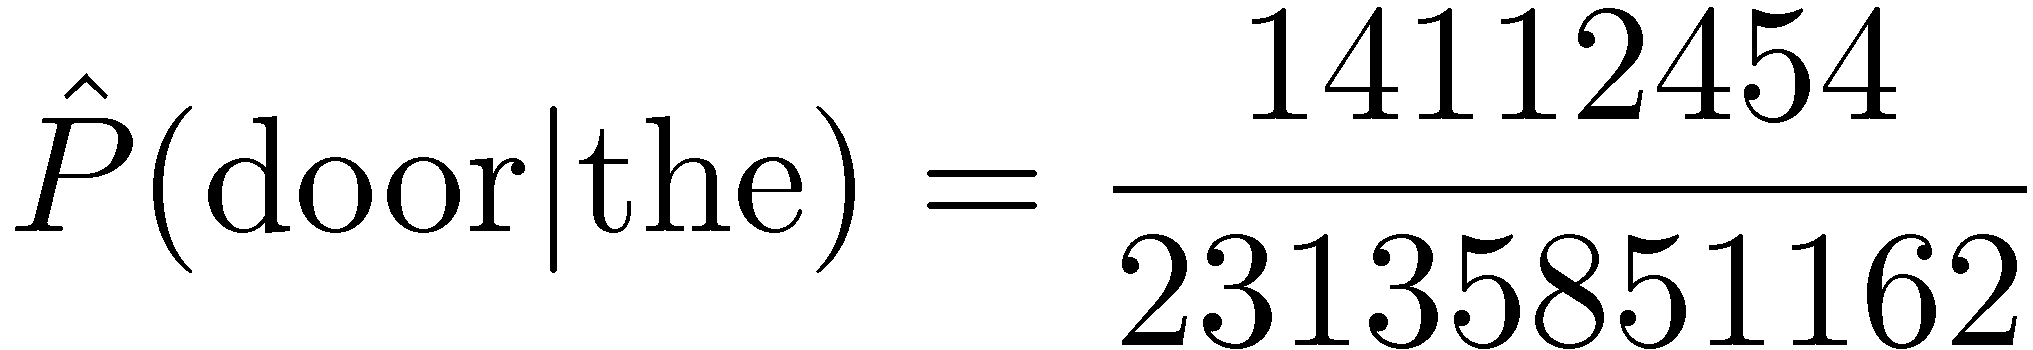 P̂(door|the) = 14112454 / 23135851162